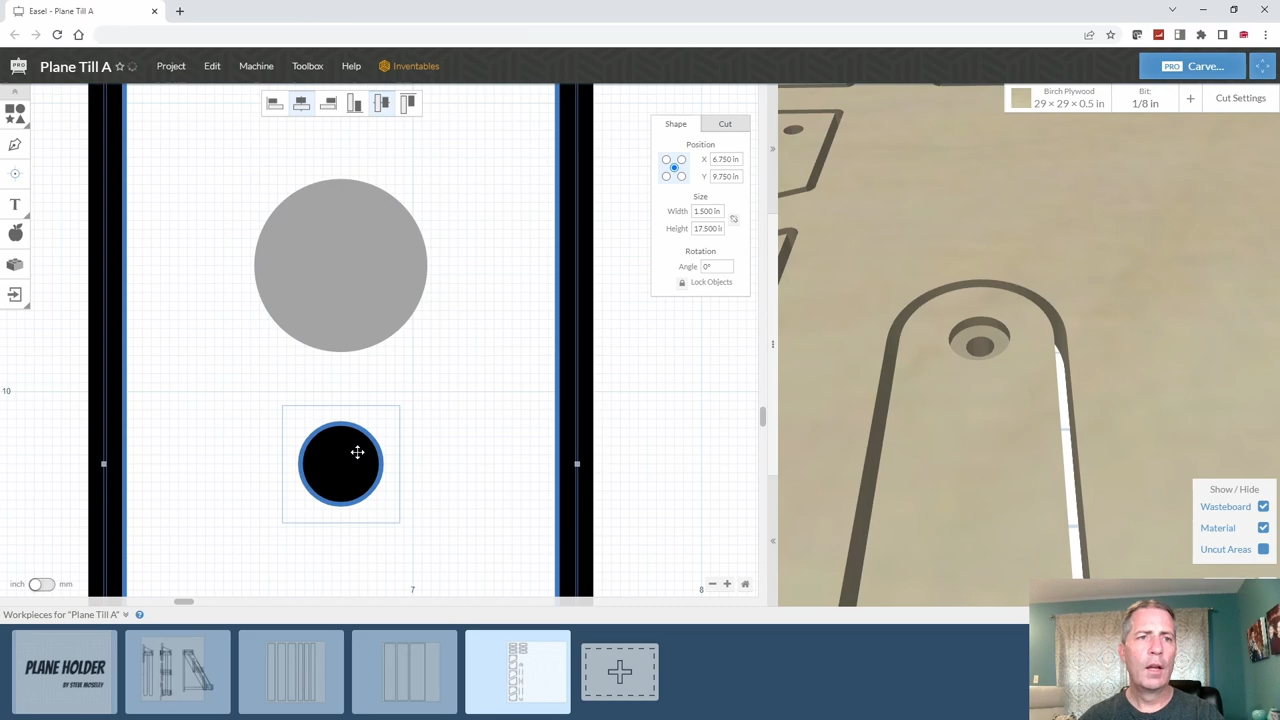 Easel - Plane Till A
PRO
Plane Till A
Project
Edit
Machine
Toolbox
Help
Inventables
PRO
Carve...
Birch Plywood
29 × 29 × 0.5 in
Bit:
1/8 in
Cut Settings
Shape
Cut
Position
X 6.750 in
Y 9.750 in
Size
Width 1.500 in
Height 17.500 i
Rotation
Angle 0°
Lock Objects
T
10
7
8
inch
mm
Show / Hide
Wasteboard
Material
Uncut Areas
Workpieces for "Plane Till A"
PLANE HOLDER
BY STEVE MOSELEY